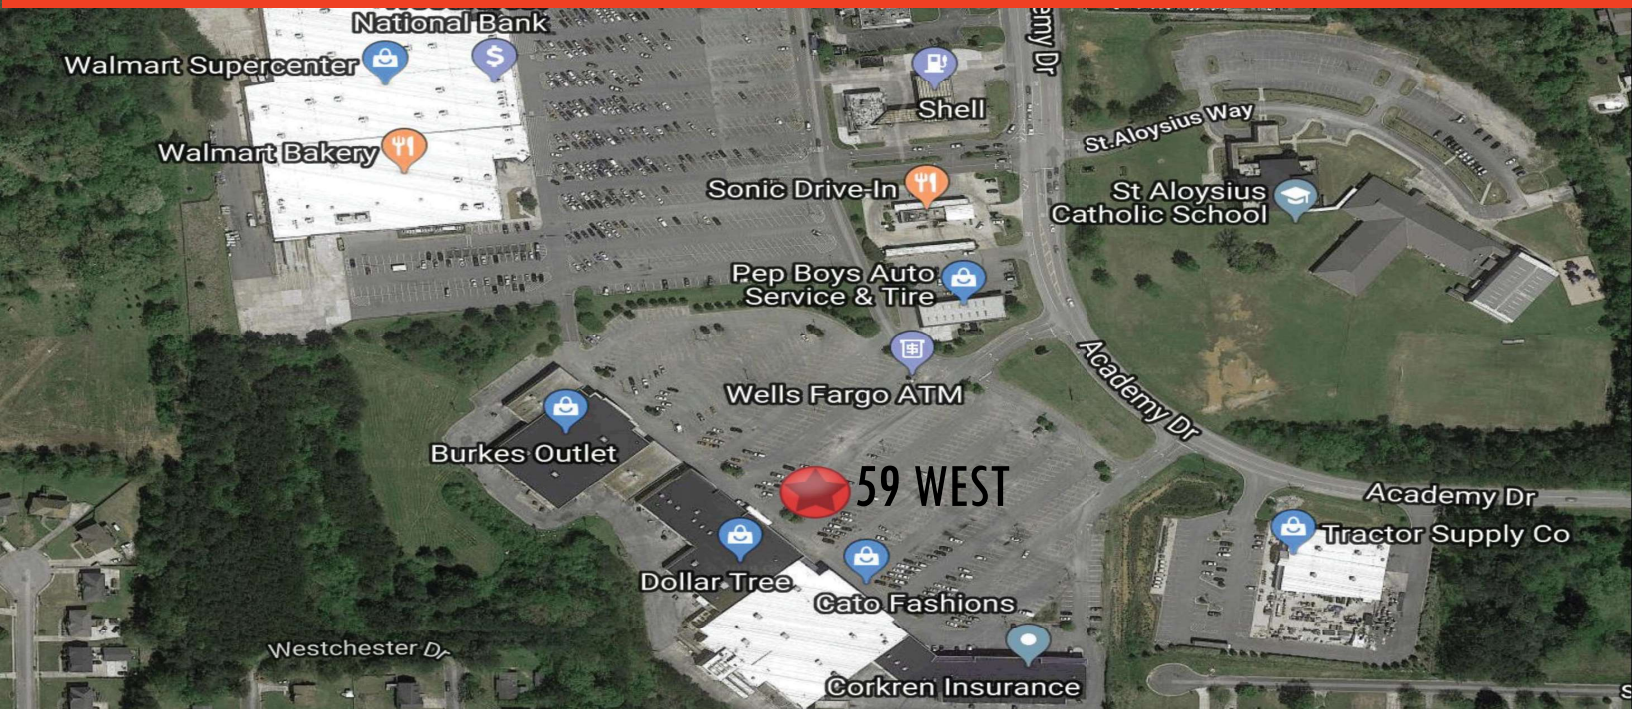 National Bank
Walmart Supercenter
emy Dr
Shell
St.Aloysius Way
Walmart Bakery
Sonic Drive-In
St Aloysius
Catholic School
Pep Boys Auto
Service & Tire
Academy Dr
Wells Fargo ATM
Burkes Outlet
59 WEST
Academy Dr
Tractor Supply Co
Dollar Tree
Cato Fashions
Westchester Dr
Corkren Insurance
S